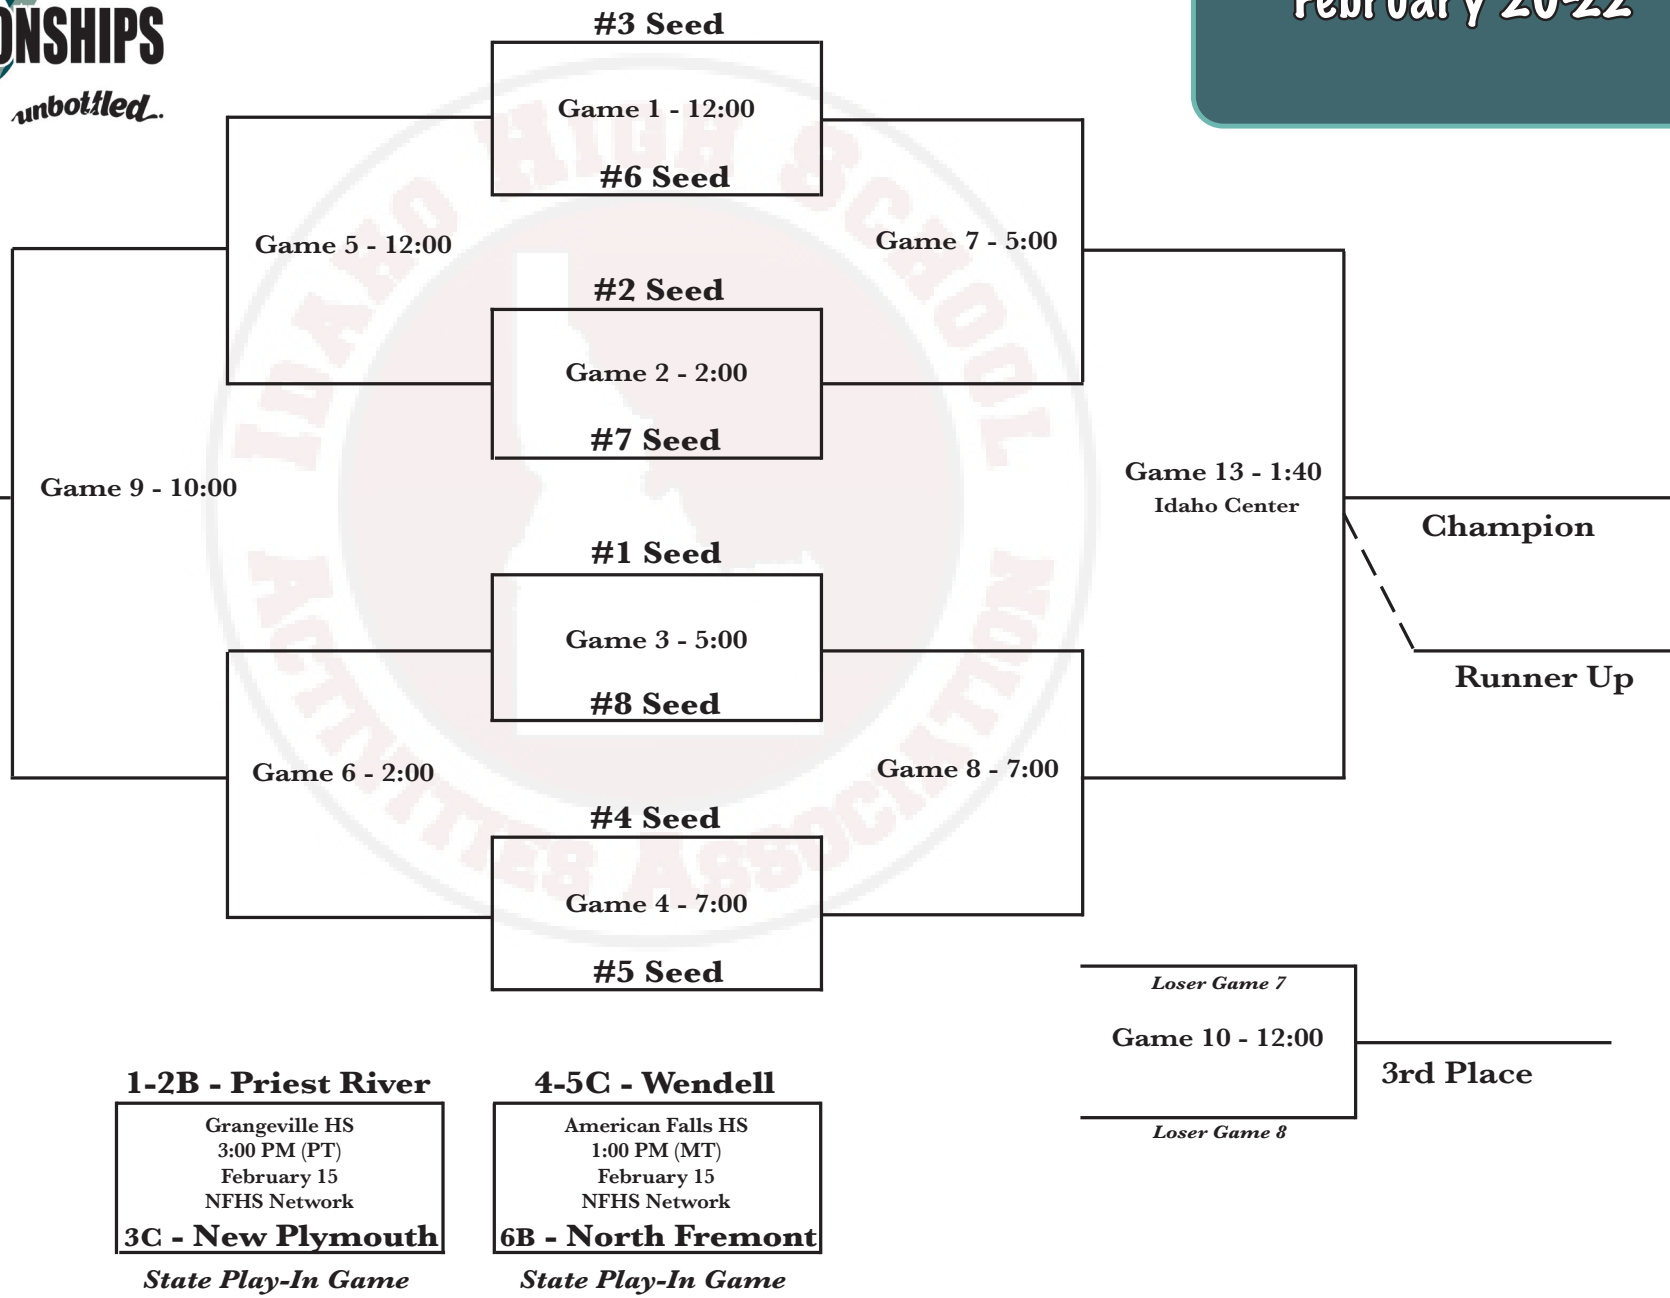 ONSHIPS
unbottled.
February 20-22
#3 Seed
Game 1 - 12:00
#6 Seed
Game 5 - 12:00
Game 7 - 5:00
#2 Seed
Game 2 - 2:00
#7 Seed
Game 9 - 10:00
Game 13 - 1:40
Idaho Center
Champion
#1 Seed
Game 3 - 5:00
#8 Seed
Runner Up
Game 6 - 2:00
Game 8 - 7:00
#4 Seed
Game 4 - 7:00
#5 Seed
Loser Game 7
Game 10 - 12:00
3rd Place
Loser Game 8
1-2B - Priest River
Grangeville HS
3:00 PM (PT)
February 15
NFHS Network
3C - New Plymouth
State Play-In Game
4-5C - Wendell
American Falls HS
1:00 PM (MT)
February 15
NFHS Network
6B - North Fremont
State Play-In Game
IDAHO HIGH SCHOOL
ACTIVITIES ASSOCIATION